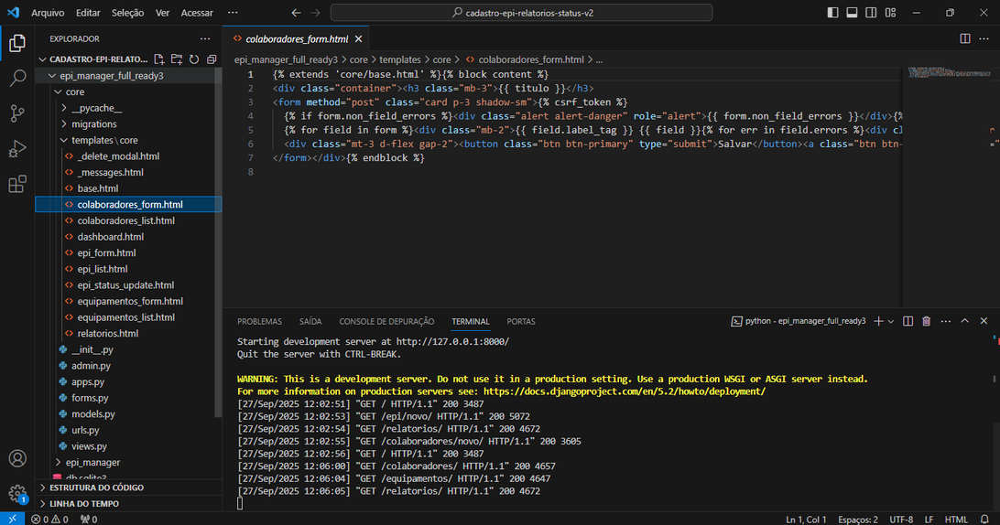 Arquivo Editar Seleção Ver Acessar ··· cadastro-epi-relatorios-status-v2
EXPLORADOR ···
CADASTRO-EPI-RELATO...
epi_manager_full_ready3
core
__pycache__
migrations
templates\core
_delete_modal.html
_messages.html
base.html
colaboradores_form.html
colaboradores_list.html
dashboard.html
epi_form.html
epi_list.html
epi_status_update.html
equipamentos_form.html
equipamentos_list.html
relatorios.html
__init__.py
admin.py
apps.py
forms.py
models.py
urls.py
views.py
epi_manager
db.sqlite3
ESTRUTURA DO CÓDIGO
LINHA DO TEMPO
colaboradores_form.html
epi_manager_full_ready3 > core > templates > core > colaboradores_form.html > ...
1 {% extends 'core/base.html' %}{% block content %}
2 <div class="container"><h3 class="mb-3">{{ titulo }}</h3>
3 <form method="post" class="card p-3 shadow-sm">{% csrf_token %}
4 {% if form.non_field_errors %}<div class="alert alert-danger" role="alert">{{ form.non_field_errors }}</div>{%
5 {% for field in form %}<div class="mb-2">{{ field.label_tag }} {{ field }}{% for err in field.errors %}<div c
6 <div class="mt-3 d-flex gap-2"><button class="btn btn-primary" type="submit">Salvar</button><a class="btn btn-
7 </form></div>{% endblock %}
8
PROBLEMAS SAÍDA CONSOLE DE DEPURAÇÃO TERMINAL PORTAS python - epi_manager_full_ready3
Starting development server at http://127.0.0.1:8000/
Quit the server with CTRL-BREAK.
WARNING: This is a development server. Do not use it in a production setting. Use a production WSGI or ASGI server instead.
For more information on production servers see: https://docs.djangoproject.com/en/5.2/howto/deployment/
[27/Sep/2025 12:02:51] "GET / HTTP/1.1" 200 3487
[27/Sep/2025 12:02:53] "GET /epi/novo/ HTTP/1.1" 200 5072
[27/Sep/2025 12:02:54] "GET /relatorios/ HTTP/1.1" 200 4672
[27/Sep/2025 12:02:55] "GET /colaboradores/novo/ HTTP/1.1" 200 3605
[27/Sep/2025 12:02:56] "GET / HTTP/1.1" 200 3487
[27/Sep/2025 12:06:00] "GET /colaboradores/ HTTP/1.1" 200 4657
[27/Sep/2025 12:06:04] "GET /equipamentos/ HTTP/1.1" 200 4647
[27/Sep/2025 12:06:05] "GET /relatorios/ HTTP/1.1" 200 4672
1
0 0 0 Ln 1, Col 1 Espaços: 2 UTF-8 LF HTML